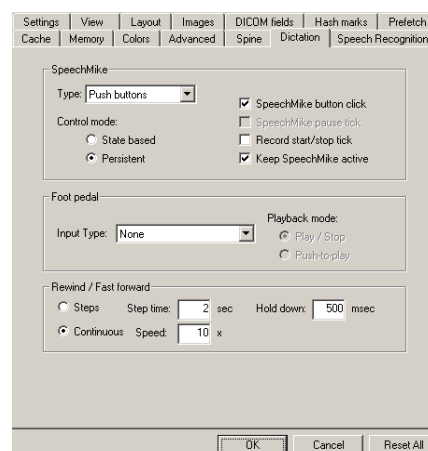 Settings View Layout Images DICOM fields Hash marks Prefetch
Cache Memory Colors Advanced Spine Dictation Speech Recognition
SpeechMike
Type: Push buttons
SpeechMike button click
Control mode:
SpeechMike pause tick
State based
Record start/stop tick
Persistent
Keep SpeechMike active
Foot pedal
Playback mode:
Input Type: None
Play / Stop
Push-to-play
Rewind / Fast forward
Steps Step time: 2 sec Hold down: 500 msec
Continuous Speed: 10 x
OK Cancel Reset All